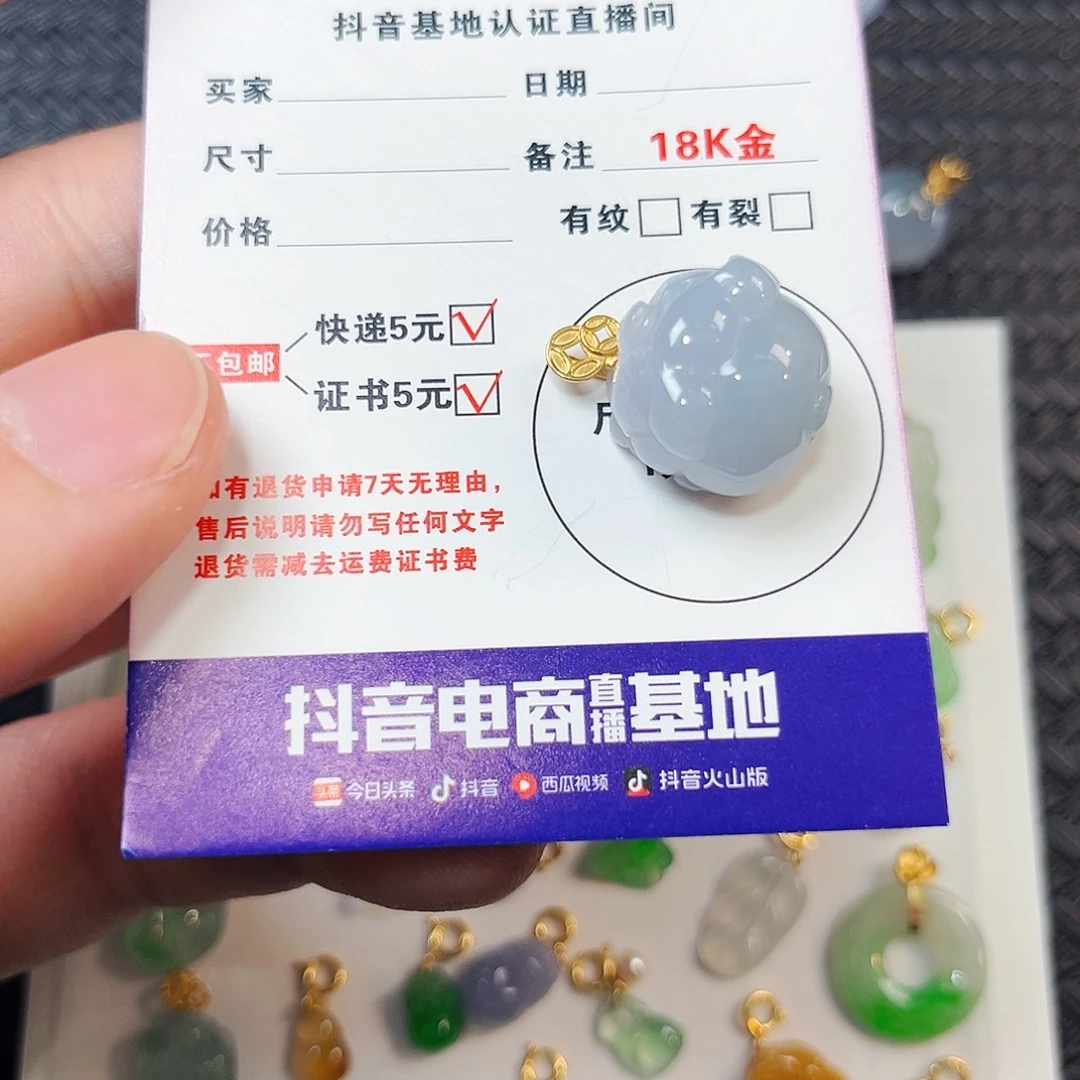 抖音基地认证直播间
买家 日期
尺寸 备注 18K金
价格 有纹 有裂
快递5元
包邮
证书5元
有退货申请7天无理由，
售后说明请勿写任何文字
退货需减去运费证书费
抖音电商直播基地
头条 今日头条 抖音 西瓜视频 抖音火山版